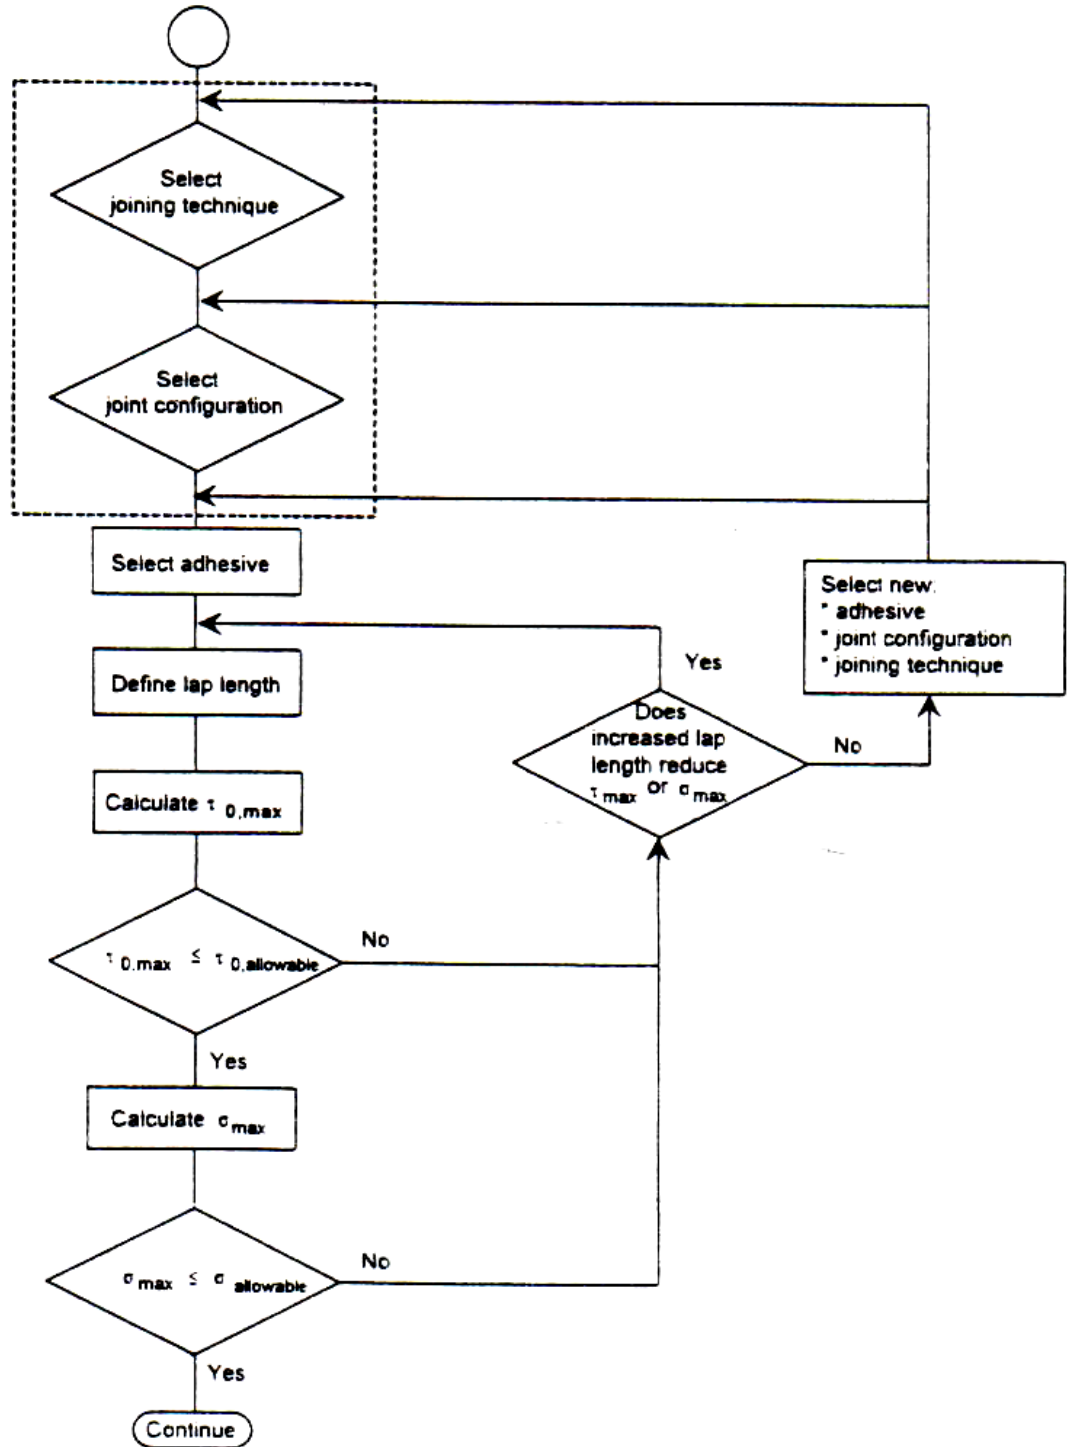 Select
joining technique
Select
joint configuration
Select adhesive
Define lap length
Calculate τ 0,max
τ 0,max ≤ τ 0,allowable
No
Yes
Calculate σ max
σ max ≤ σ allowable
No
Yes
Continue
Yes
Does
increased lap
length reduce
τ max or σ max
No
Select new:
* adhesive
* joint configuration
* joining technique